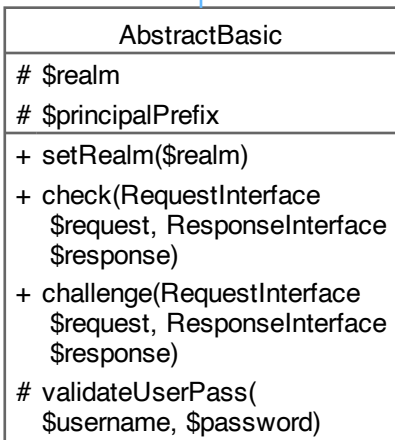 AbstractBasic
# $realm
# $principalPrefix
+ setRealm($realm)
+ check(RequestInterface
$request, ResponseInterface
$response)
+ challenge(RequestInterface
$request, ResponseInterface
$response)
# validateUserPass(
$username, $password)